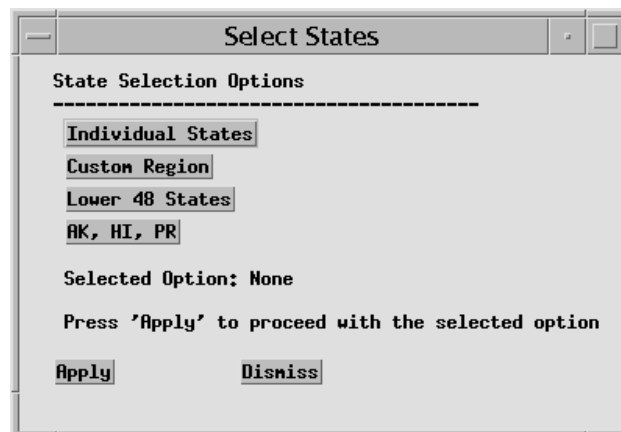 Select States
State Selection Options
---------------------------------------
Individual States
Custom Region
Lower 48 States
AK, HI, PR
Selected Option: None
Press 'Apply' to proceed with the selected option
Apply Dismiss